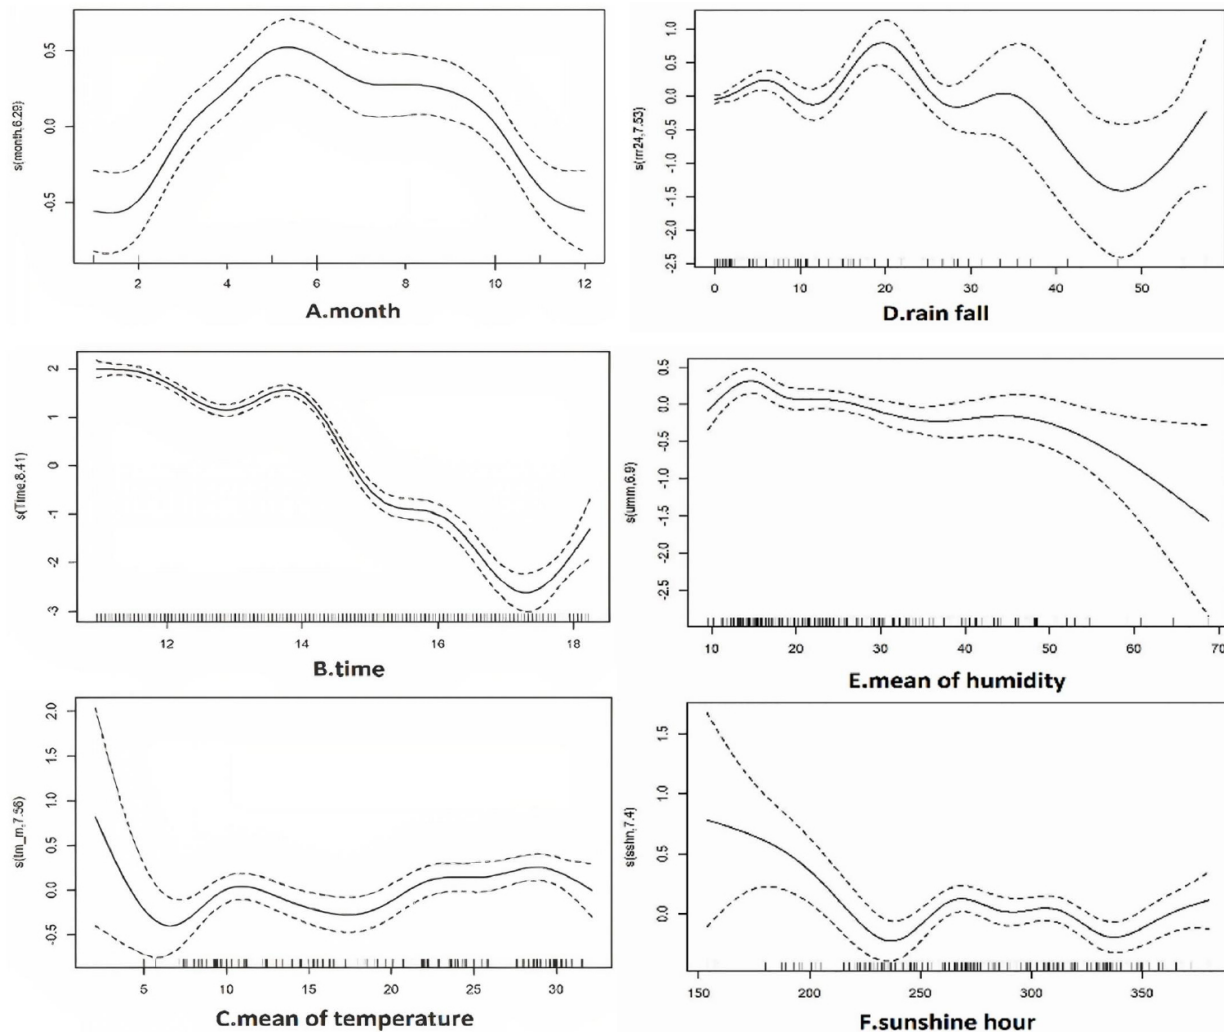 s(month,6.29)
0.5
0.0
-0.5
2 4 6 8 10 12
A.month
s(rrr24,7.53)
1.0
0.5
0.0
-0.5
-1.0
-1.5
-2.0
-2.5
0 10 20 30 40 50
D.rain fall
s(Time,8.41)
2
1
0
-1
-2
-3
12 14 16 18
B.time
s(umm,6.9)
0.5
0.0
-0.5
-1.0
-1.5
-2.0
-2.5
10 20 30 40 50 60 70
E.mean of humidity
s(tm_m,7.56)
2.0
1.5
1.0
0.5
0.0
-0.5
5 10 15 20 25 30
C.mean of temperature
s(sshn,7.4)
1.5
1.0
0.5
0.0
150 200 250 300 350
F.sunshine hour